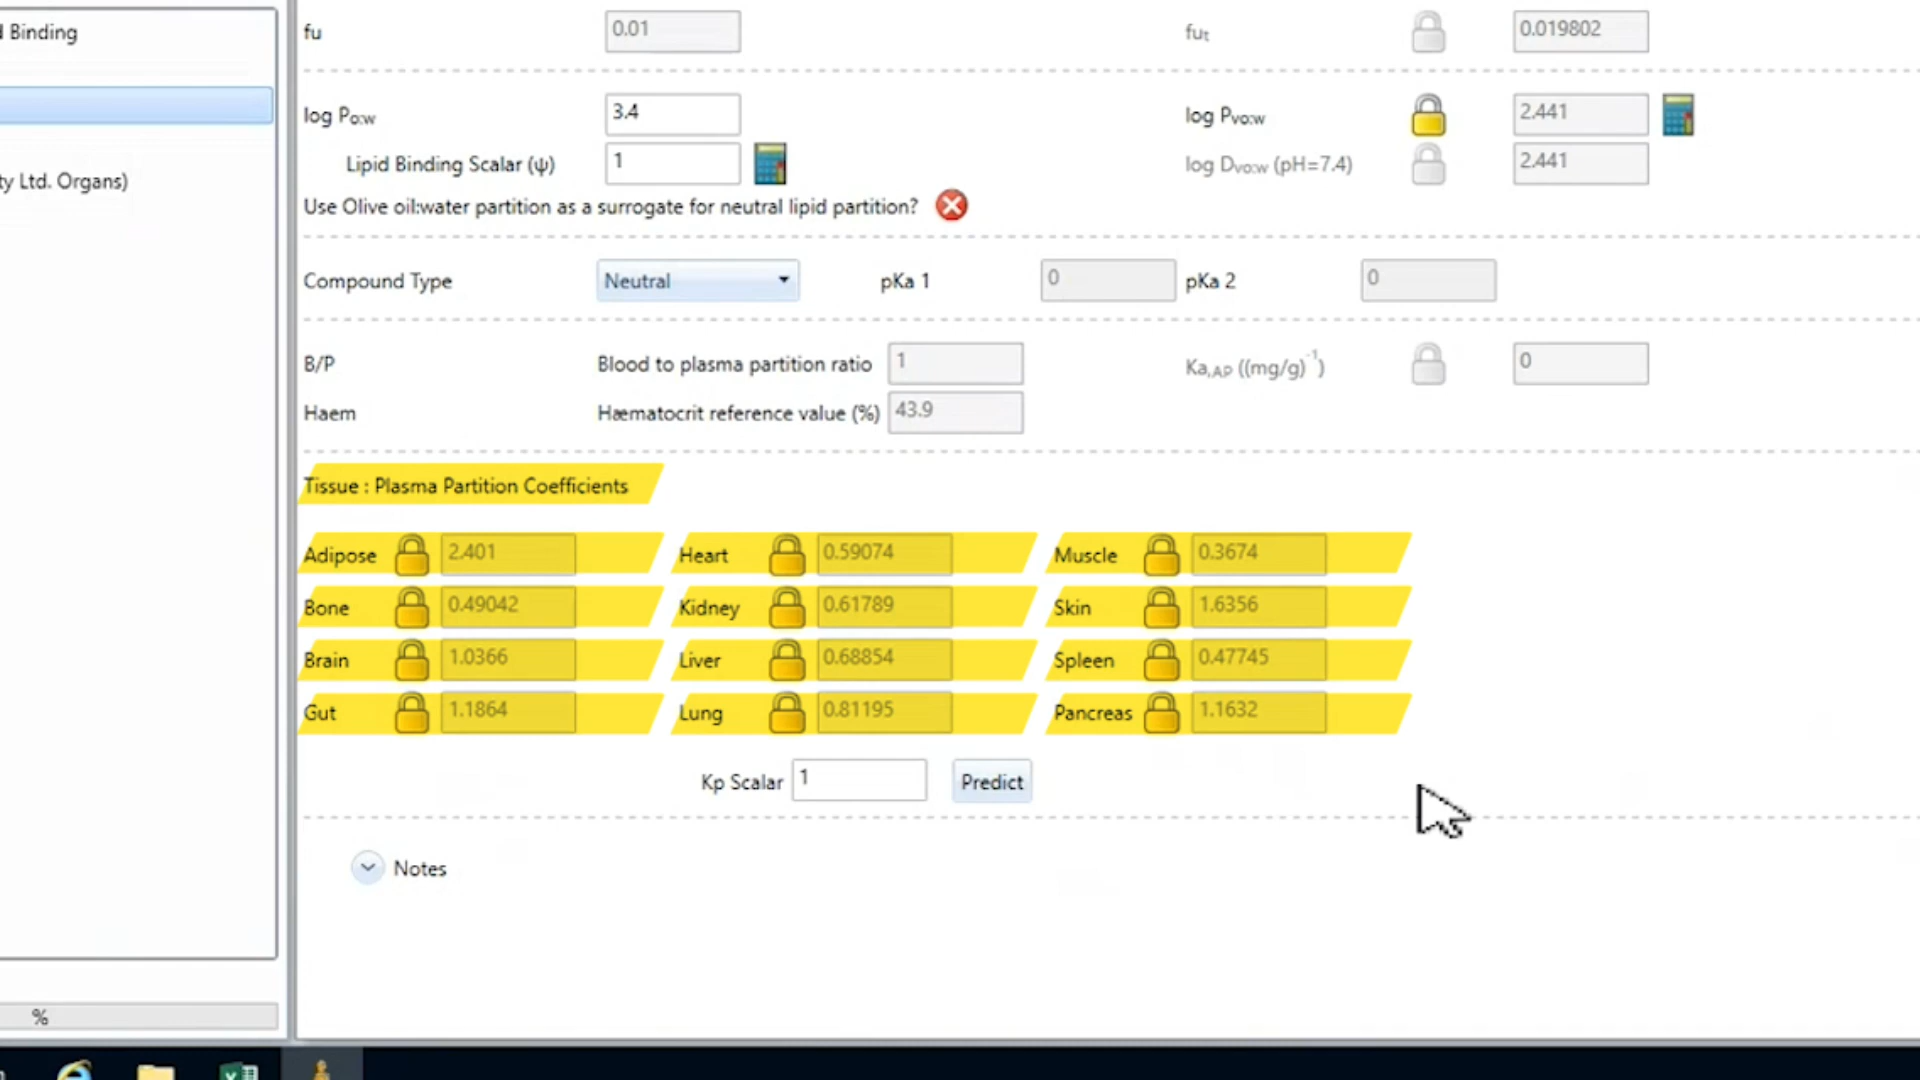 d Binding
ty Ltd. Organs)
%
fu 0.01 fut 0.019802
log Po:w 3.4 log Pvo:w 2.441
Lipid Binding Scalar (ψ) 1 log Dvo:w (pH=7.4) 2.441
Use Olive oil:water partition as a surrogate for neutral lipid partition?
Compound Type Neutral pKa 1 0 pKa 2 0
B/P Blood to plasma partition ratio 1 Ka,AP ((mg/g)-1) 0
Haem Hæmatocrit reference value (%) 43.9
Tissue : Plasma Partition Coefficients
Adipose 2.401 Heart 0.59074 Muscle 0.3674
Bone 0.49042 Kidney 0.61789 Skin 1.6356
Brain 1.0366 Liver 0.68854 Spleen 0.47745
Gut 1.1864 Lung 0.81195 Pancreas 1.1632
Kp Scalar 1 Predict
Notes